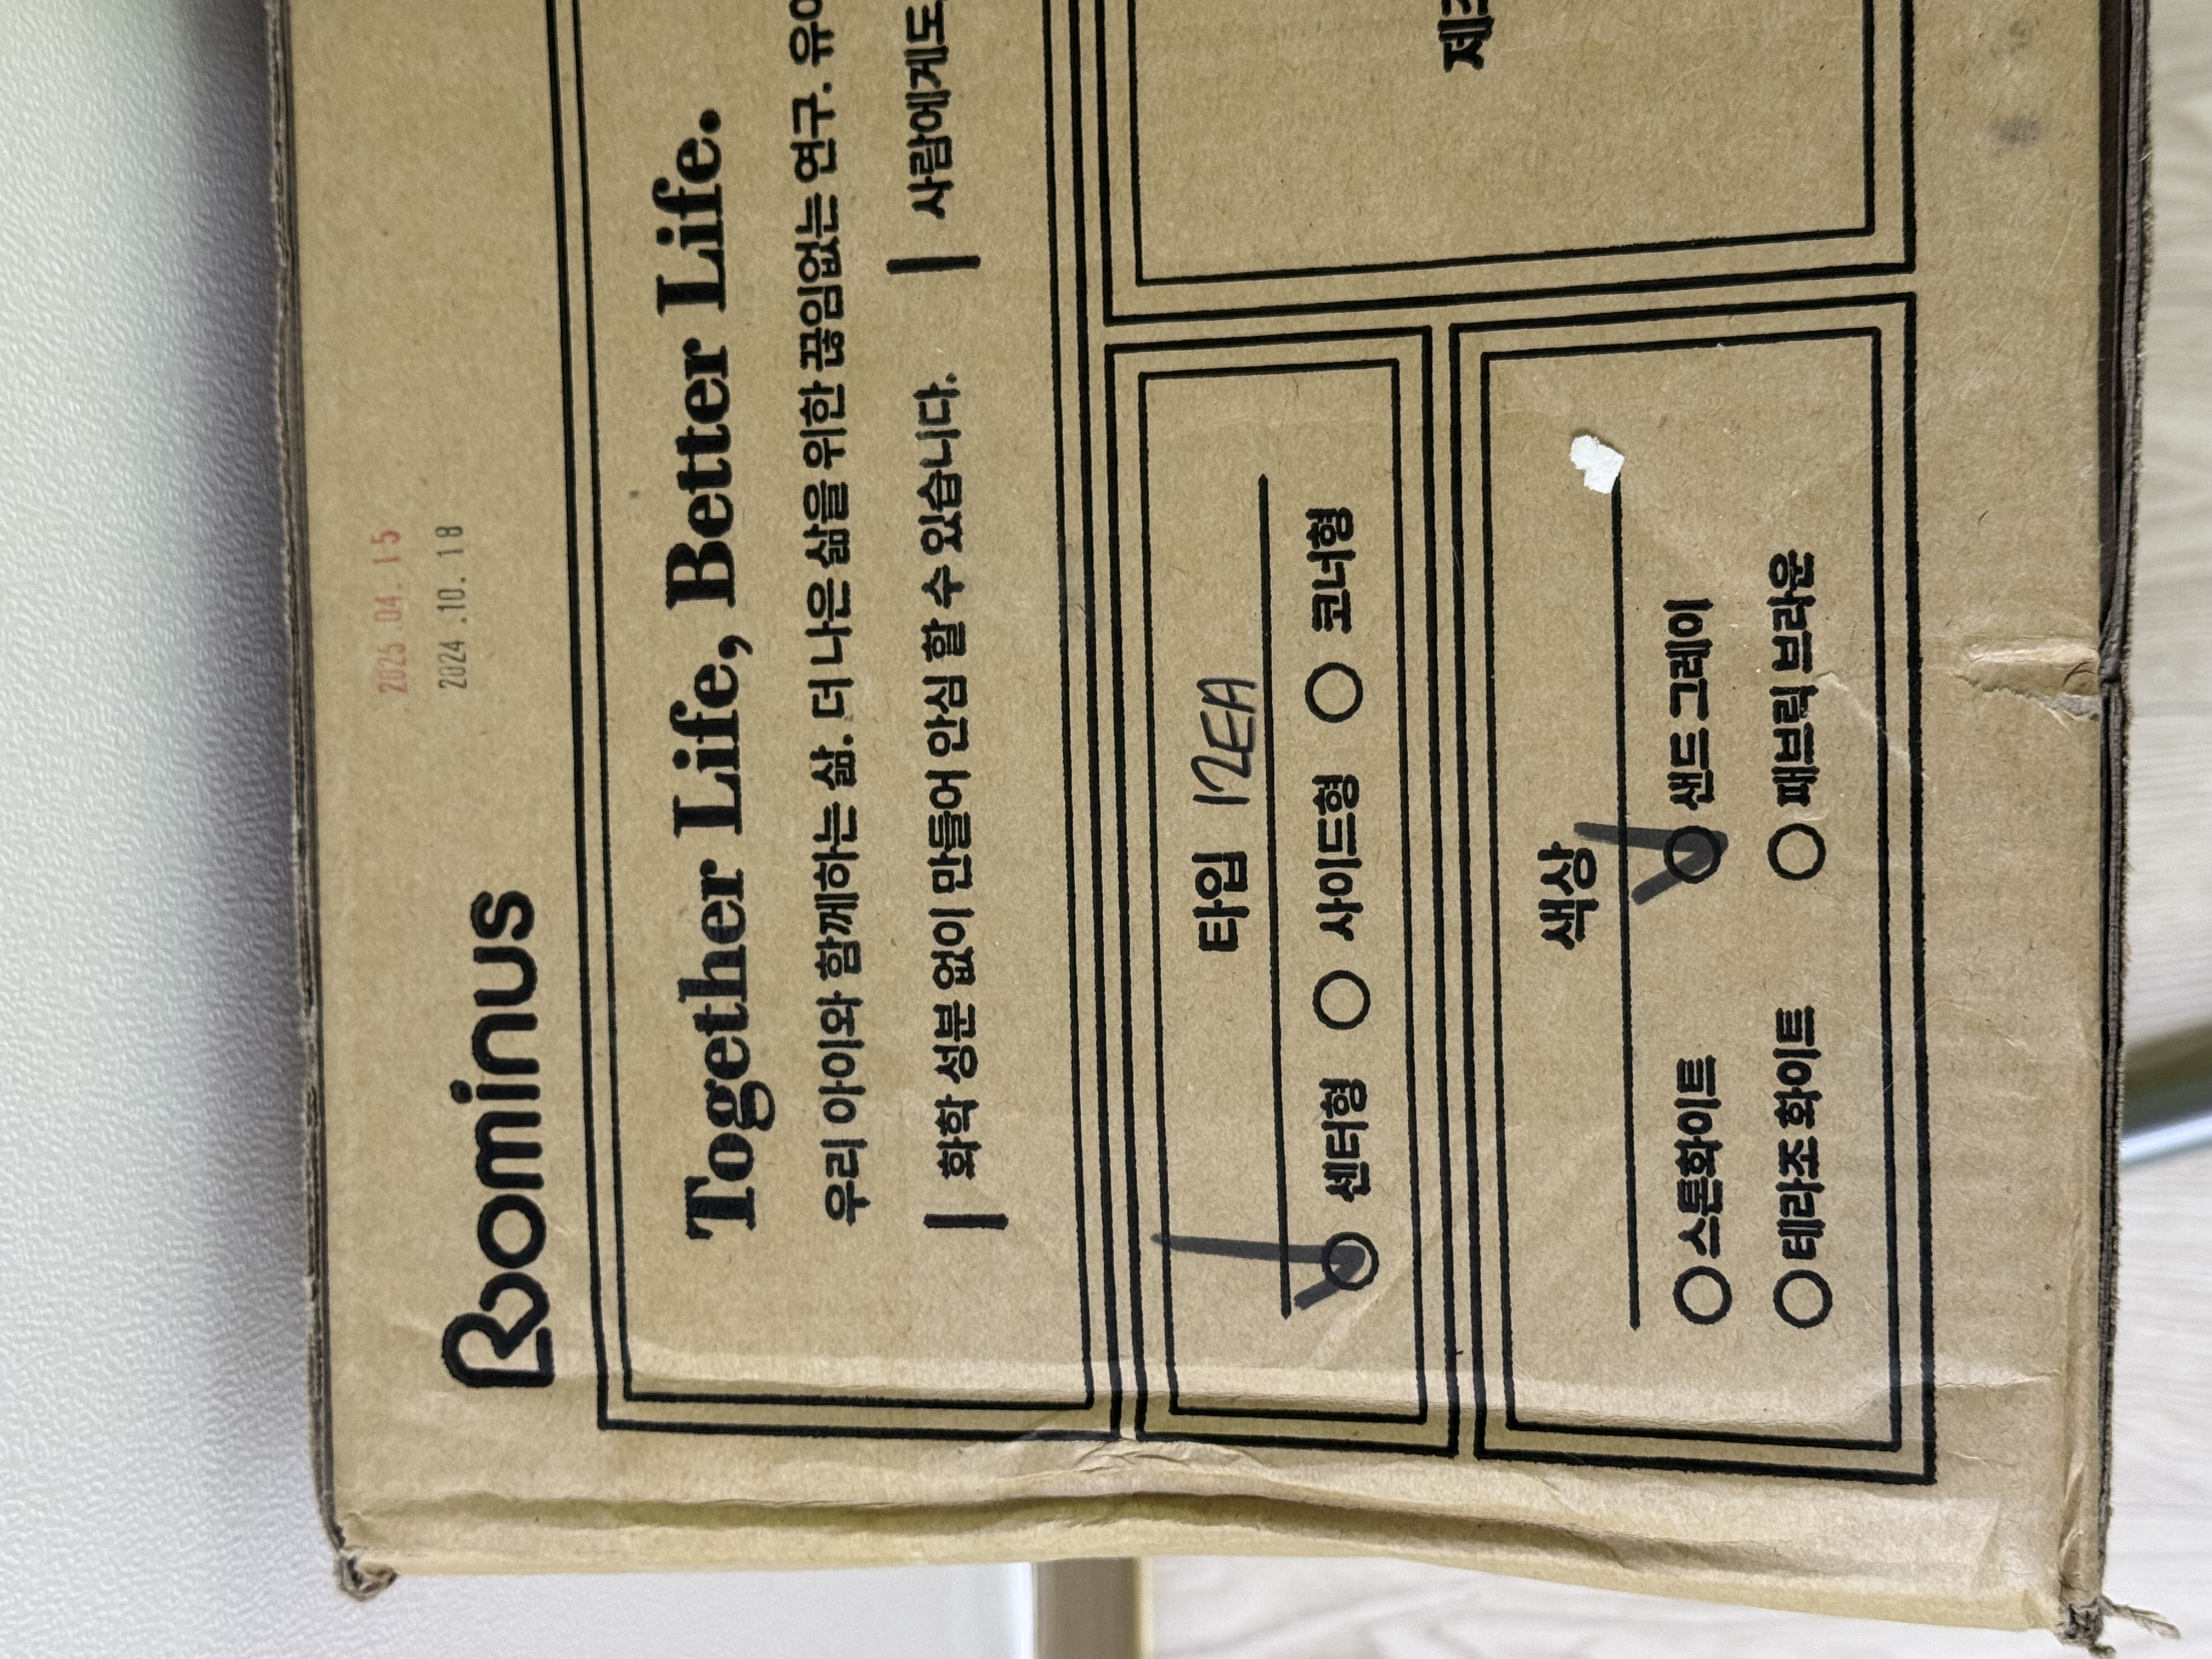 2025.04.15
2024.10.18
Roominus
Together Life, Better Life.
우리 아이와 함께하는 삶. 더 나은 삶을 위한 끊임없는 연구.
화학 성분 없이 만들어 안심 할 수 있습니다. 사람에게도
타입 12EA
센터형 사이드형 코너형
색상
스톤화이트 샌드 그레이
테라조 화이트 패브릭 브라운